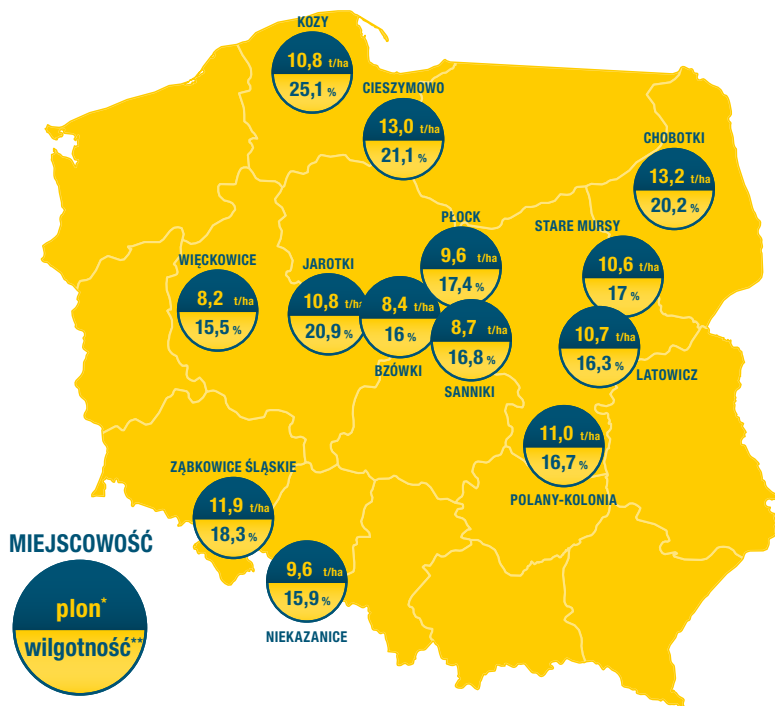 KOZY
10,8 t/ha
25,1 %
CIESZYMOWO
13,0 t/ha
21,1 %
CHOBOTKI
13,2 t/ha
20,2 %
PŁOCK
9,6 t/ha
17,4 %
STARE MURSY
10,6 t/ha
17 %
WIĘCKOWICE
8,2 t/ha
15,5 %
JAROTKI
10,8 t/ha
20,9 %
8,4 t/ha
16 %
BZÓWKI
8,7 t/ha
16,8 %
SANNIKI
10,7 t/ha
16,3 %
LATOWICZ
11,0 t/ha
16,7 %
POLANY-KOLONIA
ZĄBKOWICE ŚLĄSKIE
11,9 t/ha
18,3 %
9,6 t/ha
15,9 %
NIEKAZANICE
MIEJSCOWOŚĆ
plon*
wilgotność**